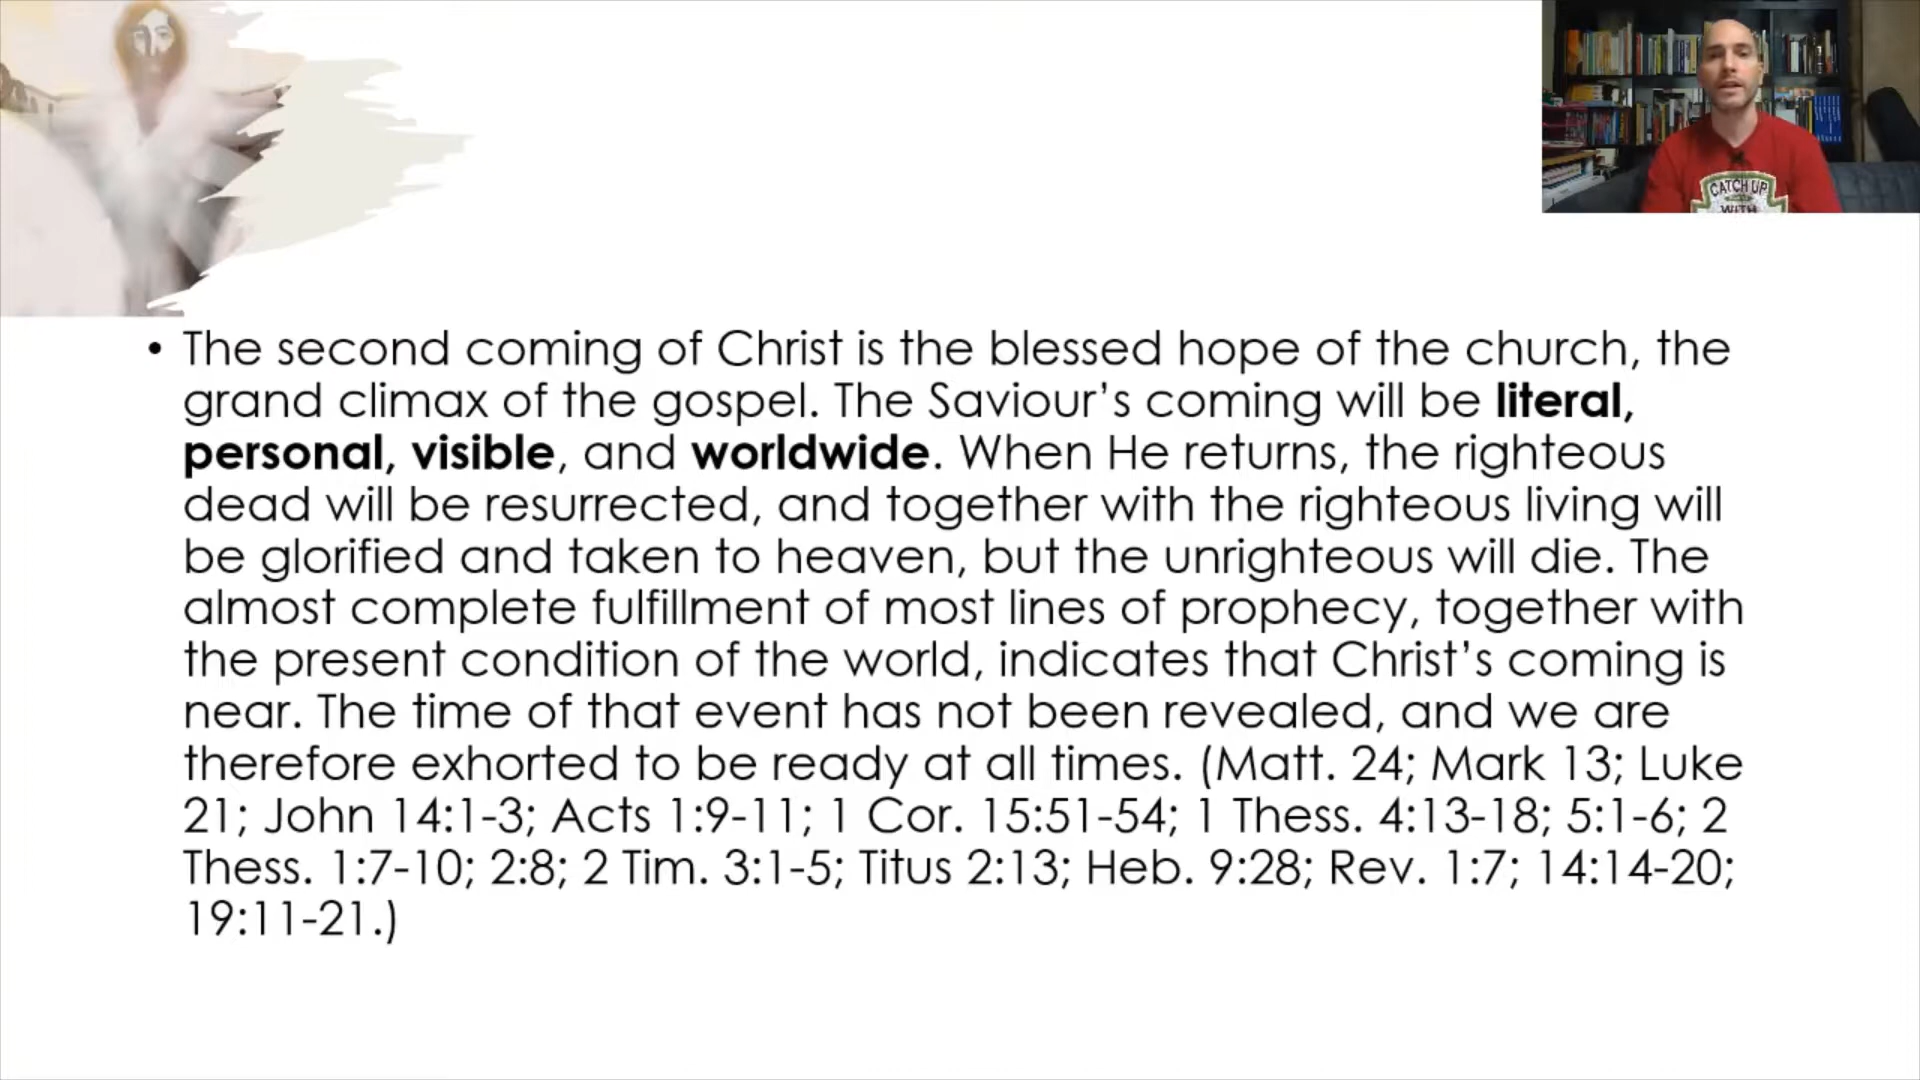 CATCH UP
WITH
• The second coming of Christ is the blessed hope of the church, the
grand climax of the gospel. The Saviour’s coming will be literal,
personal, visible, and worldwide. When He returns, the righteous
dead will be resurrected, and together with the righteous living will
be glorified and taken to heaven, but the unrighteous will die. The
almost complete fulfillment of most lines of prophecy, together with
the present condition of the world, indicates that Christ’s coming is
near. The time of that event has not been revealed, and we are
therefore exhorted to be ready at all times. (Matt. 24; Mark 13; Luke
21; John 14:1-3; Acts 1:9-11; 1 Cor. 15:51-54; 1 Thess. 4:13-18; 5:1-6; 2
Thess. 1:7-10; 2:8; 2 Tim. 3:1-5; Titus 2:13; Heb. 9:28; Rev. 1:7; 14:14-20;
19:11-21.)